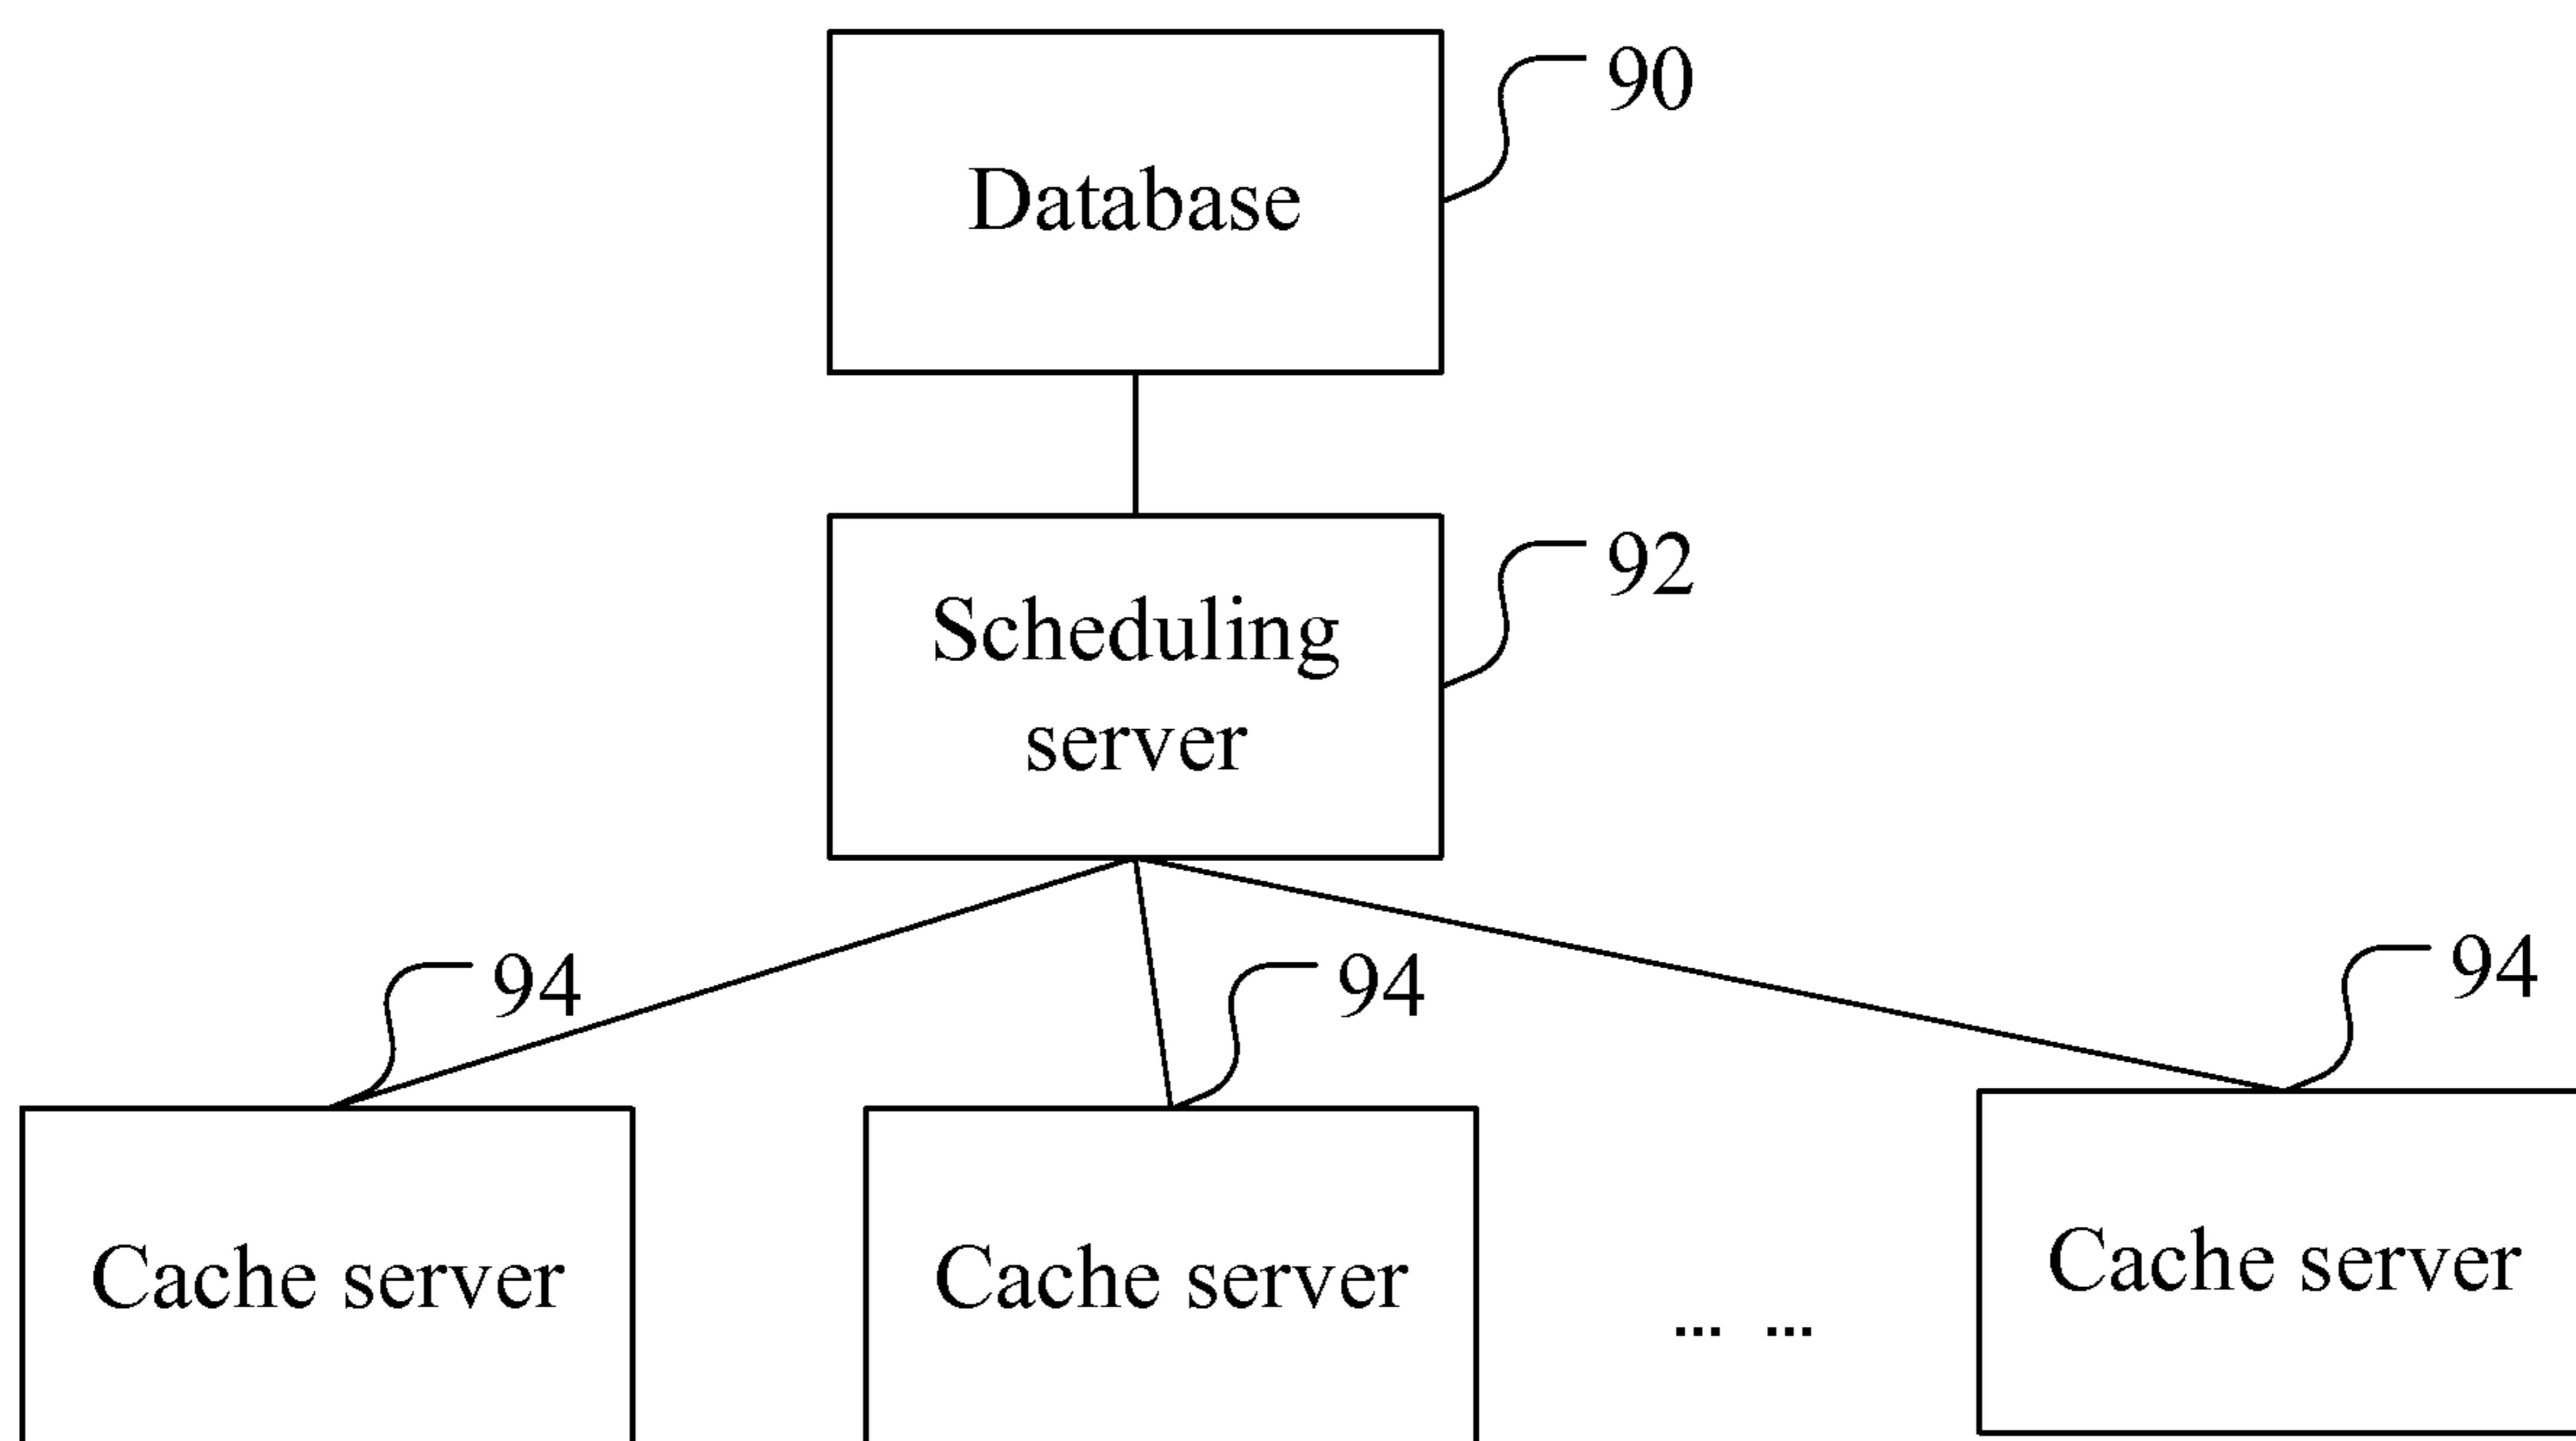 90
Database
92
Scheduling
server
94
94
94
Cache server
Cache server
Cache server
... ...